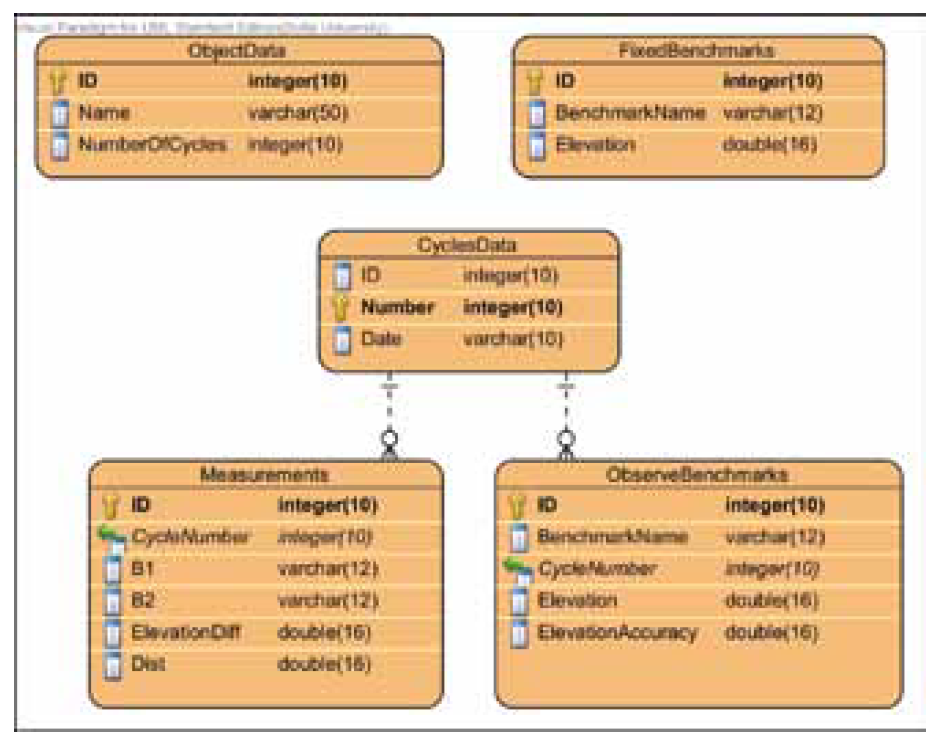 ObjectData
ID integer(10)
Name varchar(50)
NumberOfCycles integer(10)
FixedBenchmarks
ID integer(10)
BenchmarkName varchar(12)
Elevation double(16)
CyclesData
ID integer(10)
Number integer(10)
Date varchar(10)
Measurements
ID integer(10)
CycleNumber integer(10)
B1 varchar(12)
B2 varchar(12)
ElevationDiff double(16)
Dist double(16)
ObserveBenchmarks
ID integer(10)
BenchmarkName varchar(12)
CycleNumber integer(10)
Elevation double(16)
ElevationAccuracy double(16)